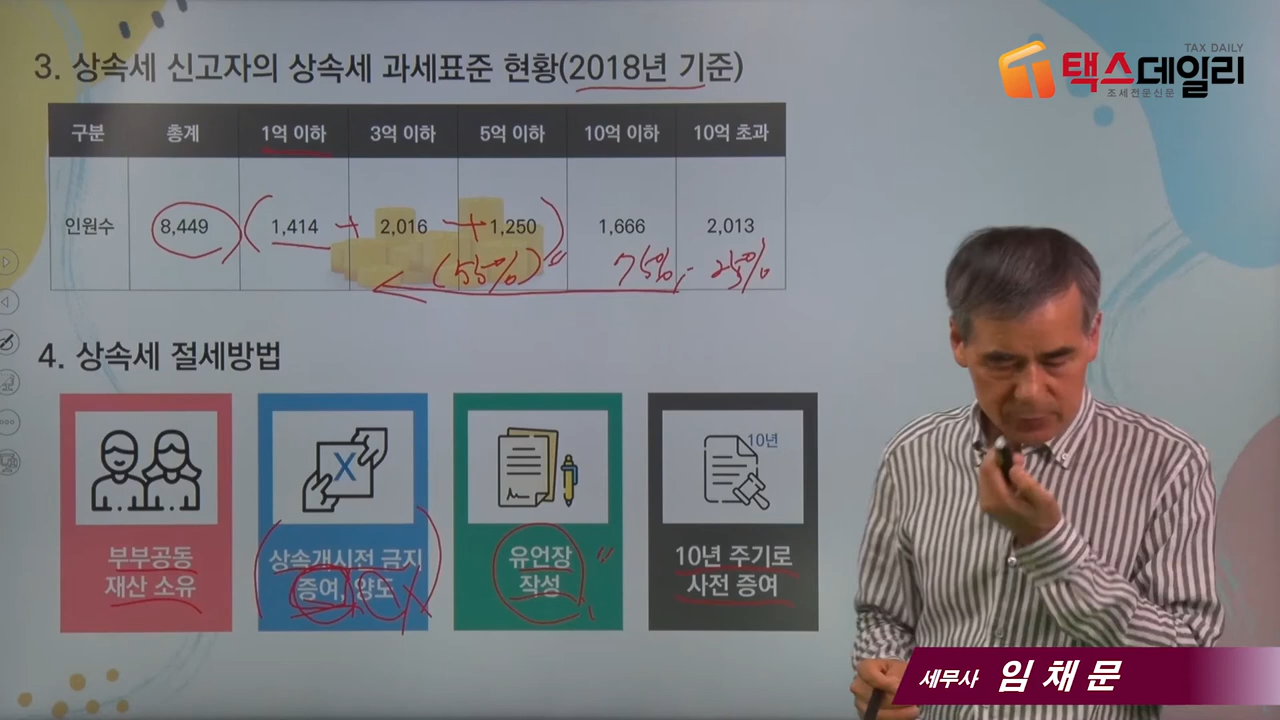 3. 상속세 신고자의 상속세 과세표준 현황(2018년 기준)
TAX DAILY
택스데일리
조세전문신문
구분 총계 1억 이하 3억 이하 5억 이하 10억 이하 10억 초과
인원수 8,449 ( 1,414 + 2,016 + 1,250 ) 1,666 2,013
(55%)" 75%. 25%
4. 상속세 절세방법
X
10년
부부공동
재산 소유
상속개시전 금지
증여, 양도
유언장
작성
10년 주기로
사전 증여
세무사 임채문